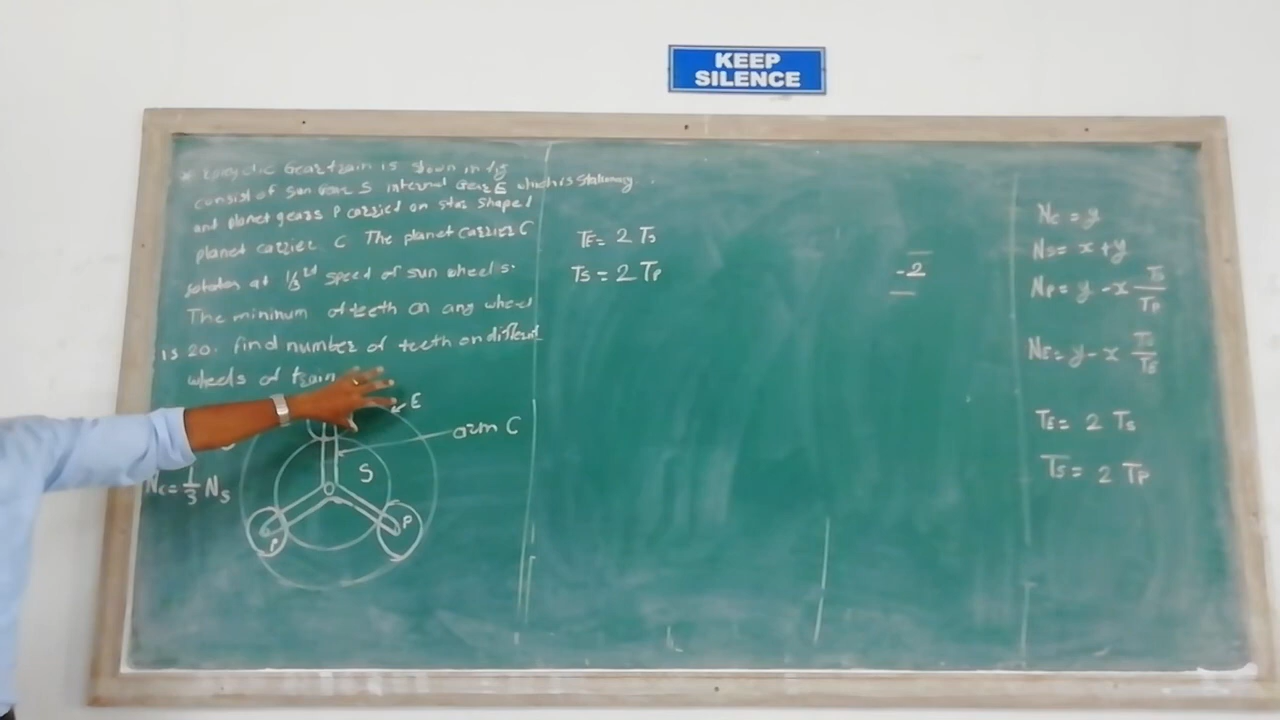 KEEP
SILENCE
* Epicyclic Gear train is shown in fig
consist of sun Gear S internal Gear E which is stationary
and planet gears P carried on star shaped
planet carrier C The planet carrier C
rotates at 1/3rd speed of sun wheel s.
The mininum of teeth on any wheel
is 20. find number of teeth on different
wheels of train
E
arm C
S
P
P
Nc = 1/3 Ns
TE = 2 Ts
Ts = 2 TP
-2
Nc = y
Ns = x + y
NP = y - x Ts/TP
NE = y - x Ts/TE
TE = 2 Ts
Ts = 2 TP